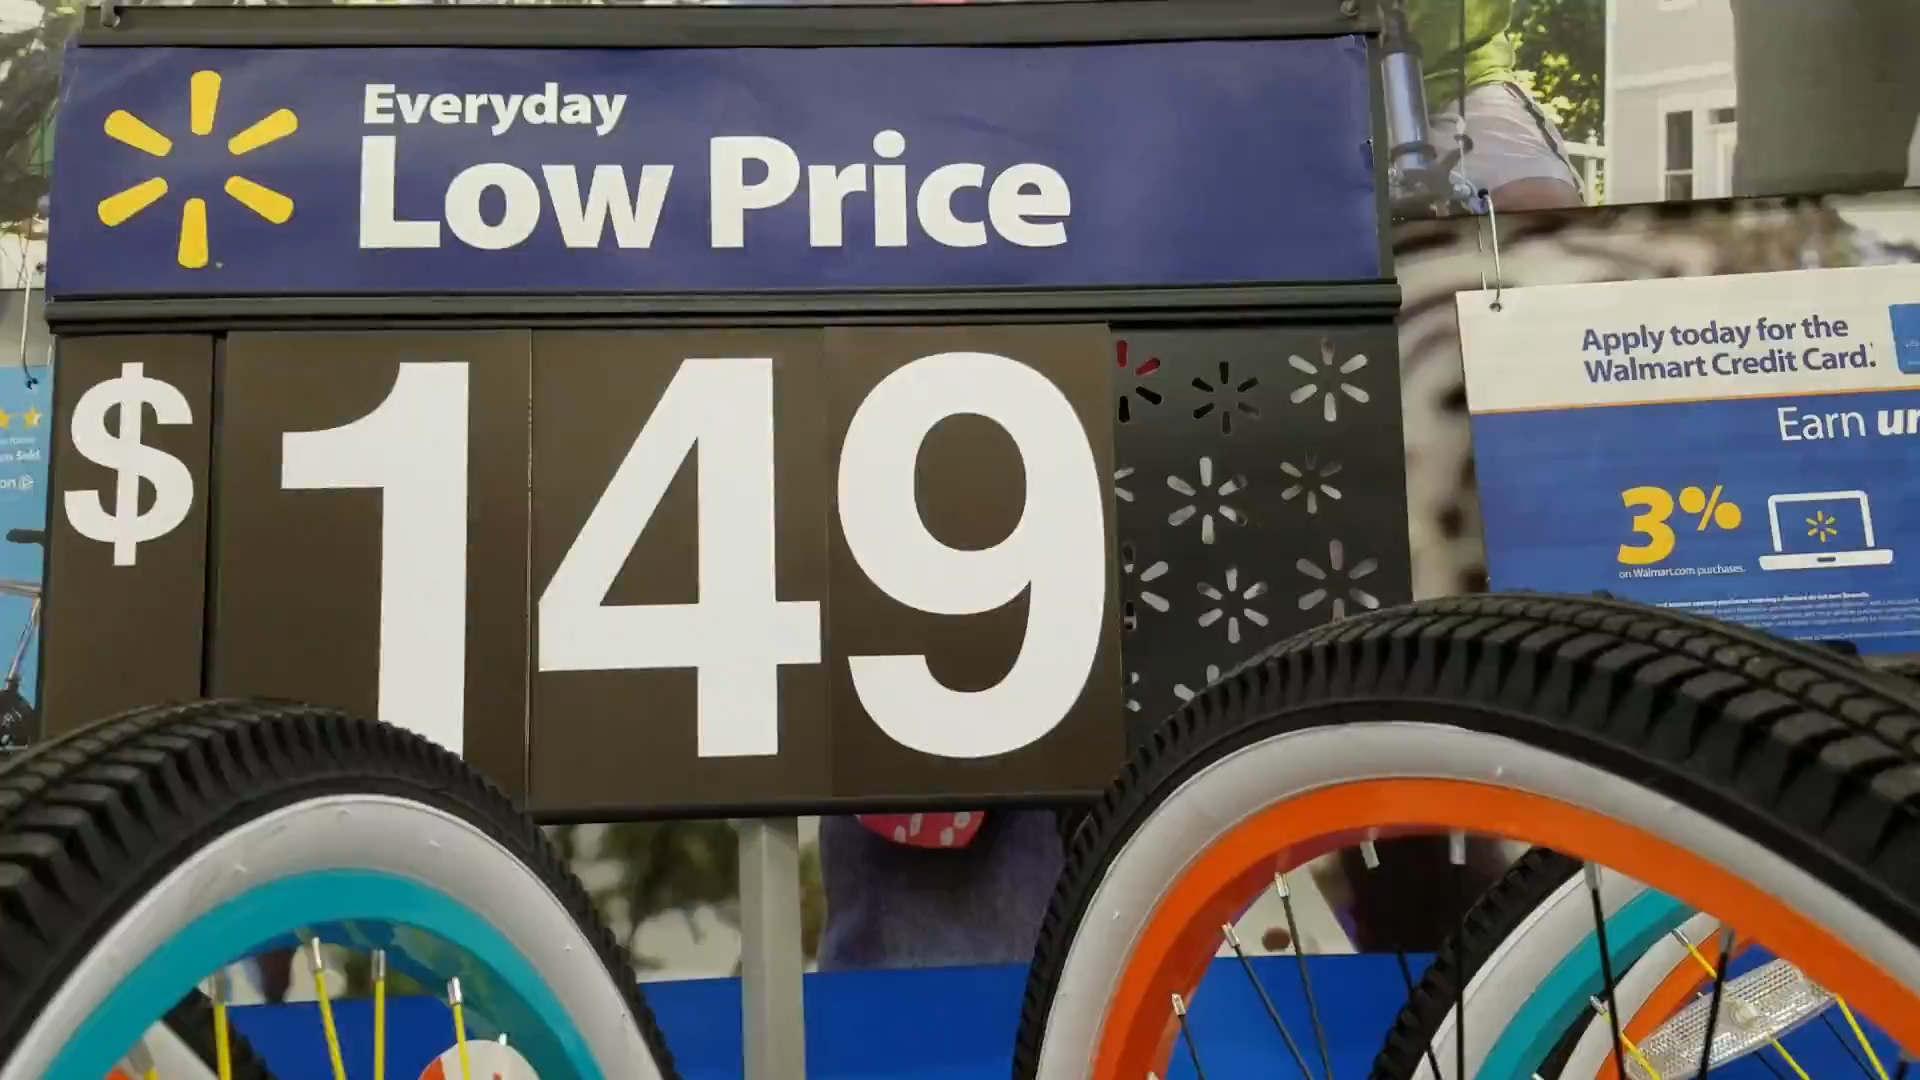 Everyday
Low Price
$149
Apply today for the
Walmart Credit Card.
Earn
3%
on Walmart.com purchases.